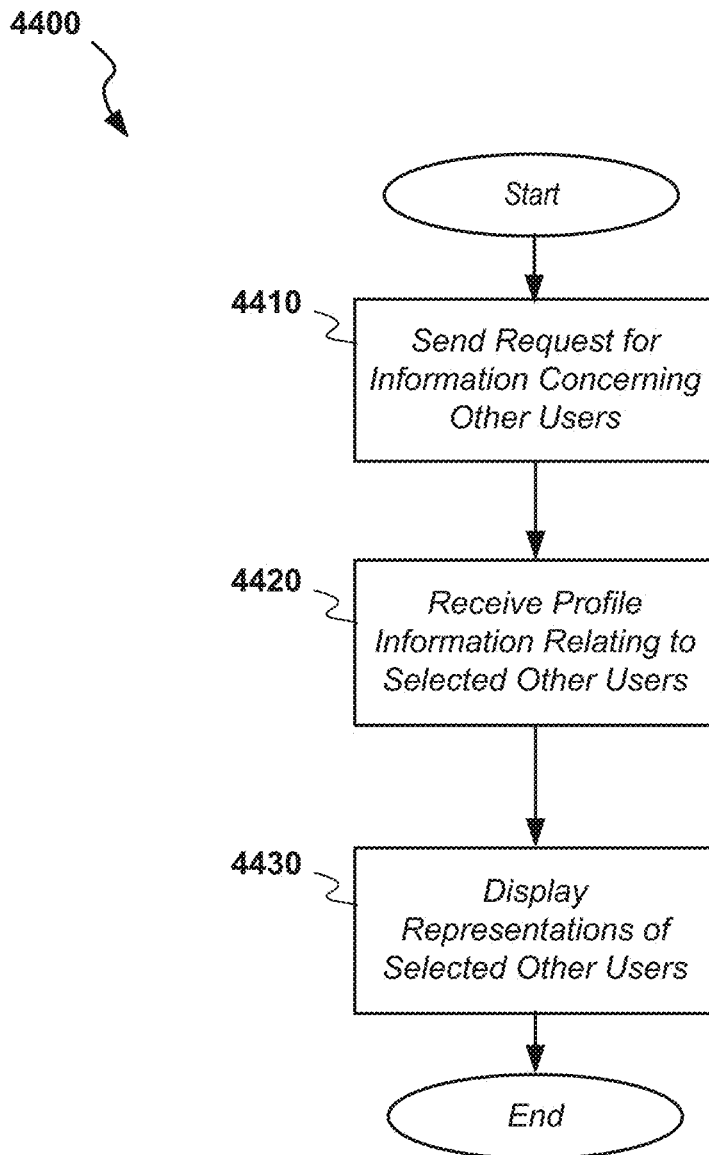 4400
Start
4410
Send Request for
Information Concerning
Other Users
4420
Receive Profile
Information Relating to
Selected Other Users
4430
Display
Representations of
Selected Other Users
End